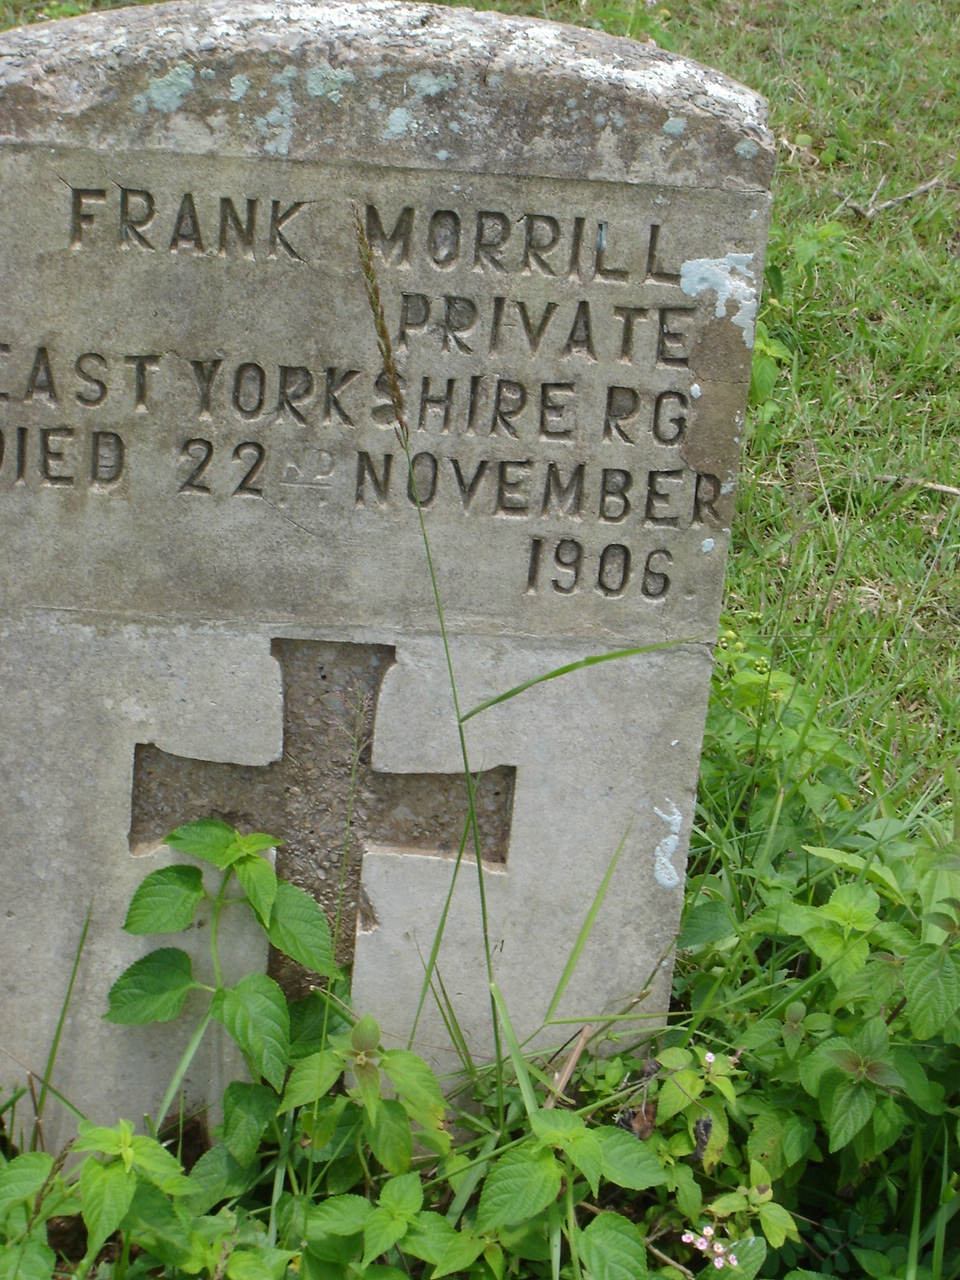 FRANK MORRILL
PRIVATE
EAST YORKSHIRE RG
DIED 22ND NOVEMBER
1906.